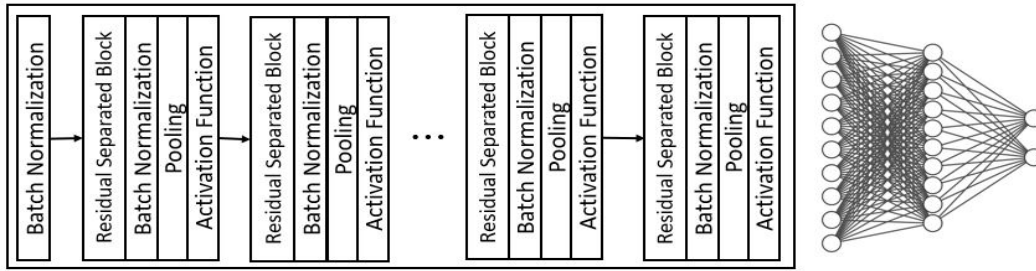 Batch Normalization
Residual Separated Block
Batch Normalization
Pooling
Activation Function
Residual Separated Block
Batch Normalization
Pooling
Activation Function
...
Residual Separated Block
Batch Normalization
Pooling
Activation Function
Residual Separated Block
Batch Normalization
Pooling
Activation Function